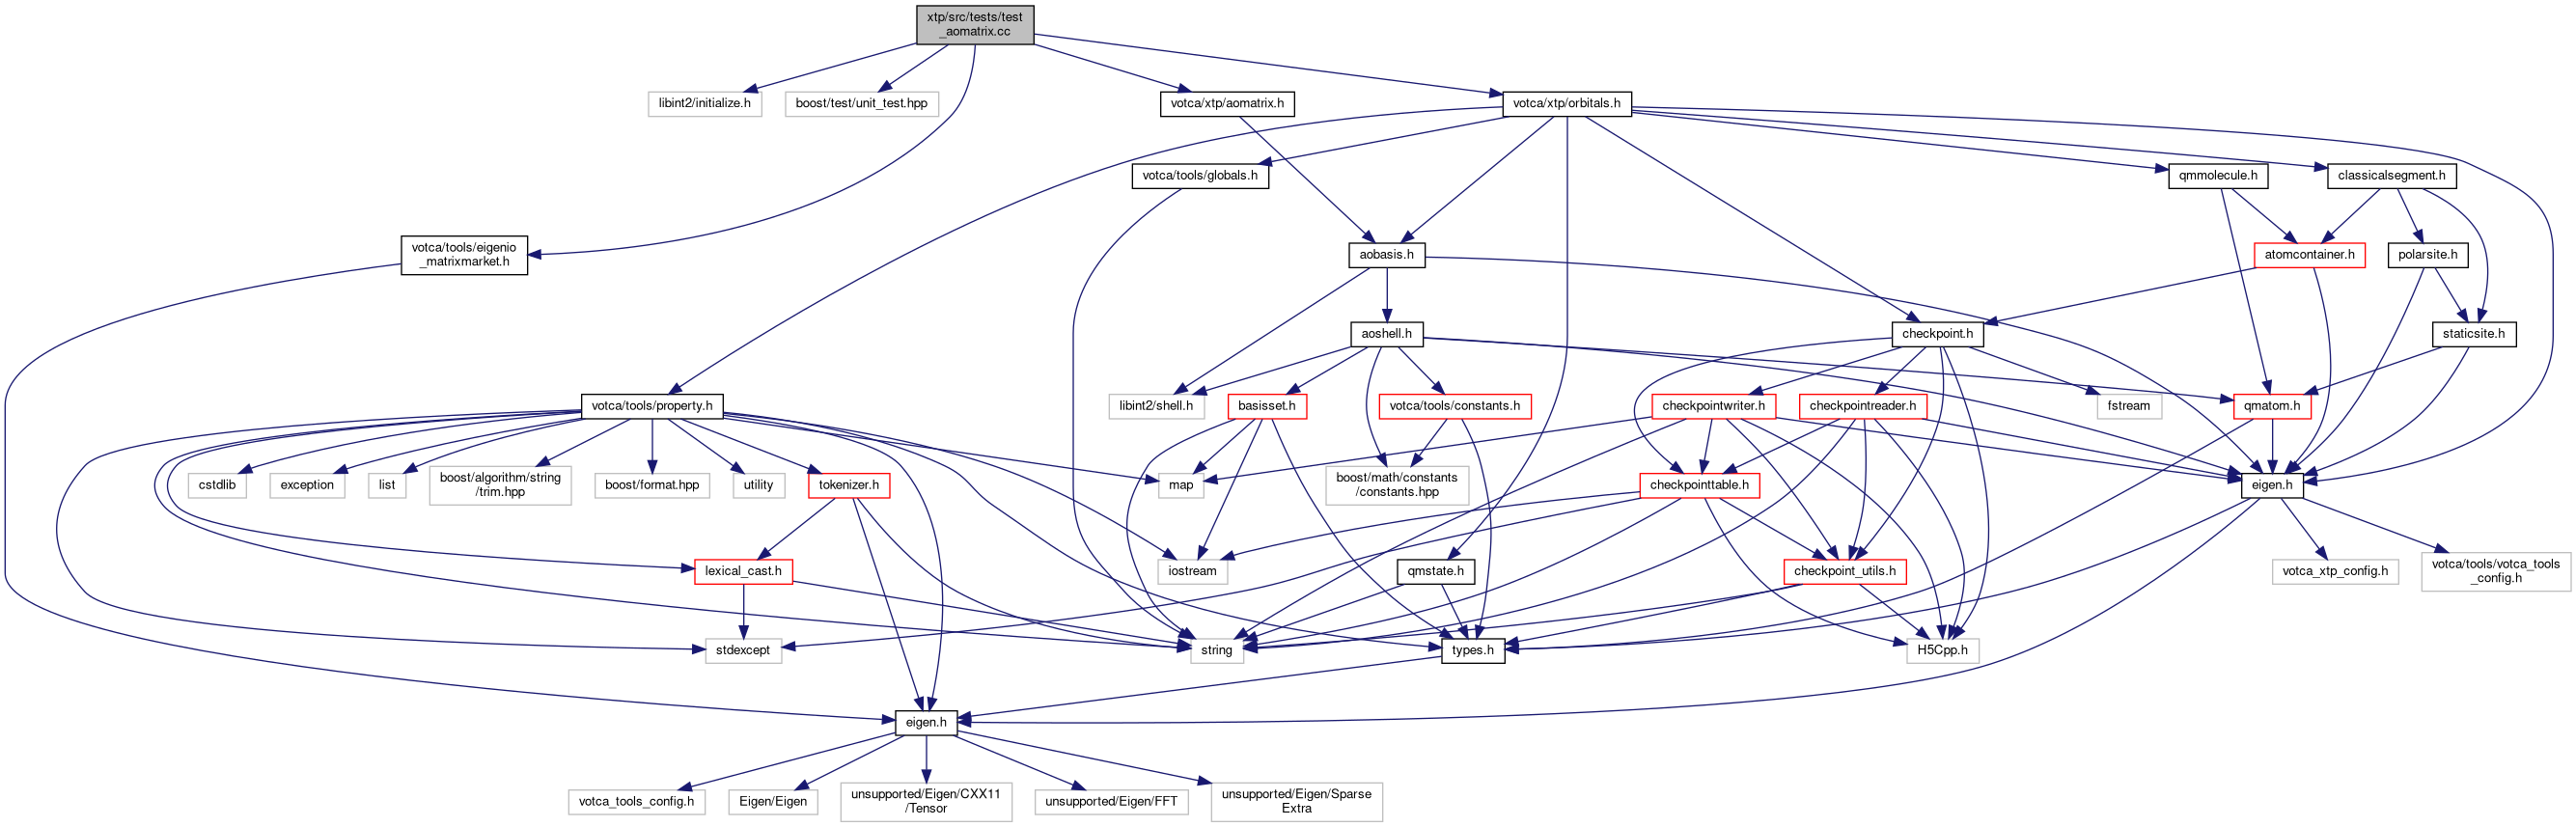 xtp/src/tests/test
_aomatrix.cc
libint2/initialize.h
boost/test/unit_test.hpp
votca/xtp/aomatrix.h
votca/xtp/orbitals.h
votca/tools/globals.h
qmmolecule.h
classicalsegment.h
votca/tools/eigenio
_matrixmarket.h
aobasis.h
atomcontainer.h
polarsite.h
aoshell.h
checkpoint.h
staticsite.h
votca/tools/property.h
libint2/shell.h
basisset.h
votca/tools/constants.h
checkpointwriter.h
checkpointreader.h
fstream
qmatom.h
cstdlib
exception
list
boost/algorithm/string
/trim.hpp
boost/format.hpp
utility
tokenizer.h
map
boost/math/constants
/constants.hpp
checkpointtable.h
eigen.h
lexical_cast.h
iostream
qmstate.h
checkpoint_utils.h
votca_xtp_config.h
votca/tools/votca_tools
_config.h
stdexcept
string
types.h
H5Cpp.h
eigen.h
votca_tools_config.h
Eigen/Eigen
unsupported/Eigen/CXX11
/Tensor
unsupported/Eigen/FFT
unsupported/Eigen/Sparse
Extra